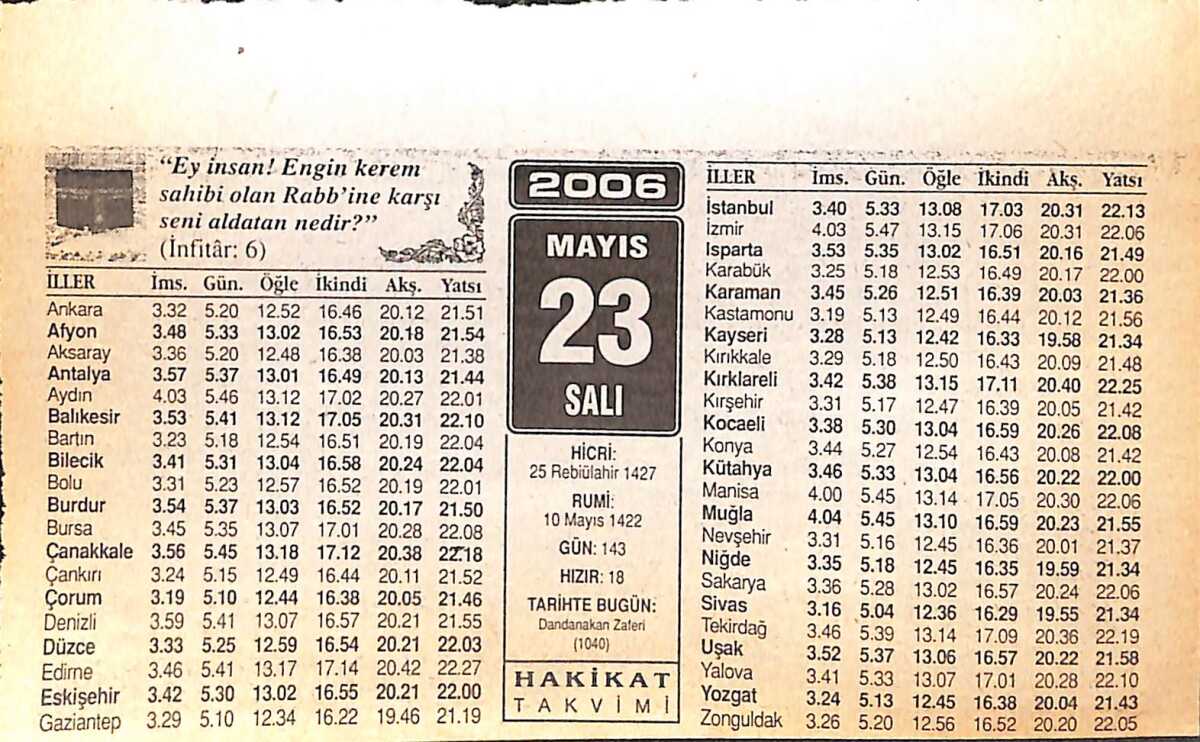 “Ey insan! Engin kerem
sahibi olan Rabb’ine karşı
seni aldatan nedir?”
(İnfitâr: 6)
İLLER İms. Gün. Öğle İkindi Akş. Yatsı
Ankara 3.32 5.20 12.52 16.46 20.12 21.51
Afyon 3.48 5.33 13.02 16.53 20.18 21.54
Aksaray 3.36 5.20 12.48 16.38 20.03 21.38
Antalya 3.57 5.37 13.01 16.49 20.13 21.44
Aydın 4.03 5.46 13.12 17.02 20.27 22.01
Balıkesir 3.53 5.41 13.12 17.05 20.31 22.10
Bartın 3.23 5.18 12.54 16.51 20.19 22.04
Bilecik 3.41 5.31 13.04 16.58 20.24 22.04
Bolu 3.31 5.23 12.57 16.52 20.19 22.01
Burdur 3.54 5.37 13.03 16.52 20.17 21.50
Bursa 3.45 5.35 13.07 17.01 20.28 22.08
Çanakkale 3.56 5.45 13.18 17.12 20.38 22.18
Çankırı 3.24 5.15 12.49 16.44 20.11 21.52
Çorum 3.19 5.10 12.44 16.38 20.05 21.46
Denizli 3.59 5.41 13.07 16.57 20.21 21.55
Düzce 3.33 5.25 12.59 16.54 20.21 22.03
Edirne 3.46 5.41 13.17 17.14 20.42 22.27
Eskişehir 3.42 5.30 13.02 16.55 20.21 22.00
Gaziantep 3.29 5.10 12.34 16.22 19.46 21.19
2006
MAYIS
23
SALI
HİCRİ:
25 Rebiülahir 1427
RUMİ:
10 Mayıs 1422
GÜN: 143
HIZIR: 18
TARİHTE BUGÜN:
Dandanakan Zaferi
(1040)
HAKİKAT
TAKVİMİ
İLLER İms. Gün. Öğle İkindi Akş. Yatsı
İstanbul 3.40 5.33 13.08 17.03 20.31 22.13
İzmir 4.03 5.47 13.15 17.06 20.31 22.06
Isparta 3.53 5.35 13.02 16.51 20.16 21.49
Karabük 3.25 5.18 12.53 16.49 20.17 22.00
Karaman 3.45 5.26 12.51 16.39 20.03 21.36
Kastamonu 3.19 5.13 12.49 16.44 20.12 21.56
Kayseri 3.28 5.13 12.42 16.33 19.58 21.34
Kırıkkale 3.29 5.18 12.50 16.43 20.09 21.48
Kırklareli 3.42 5.38 13.15 17.11 20.40 22.25
Kırşehir 3.31 5.17 12.47 16.39 20.05 21.42
Kocaeli 3.38 5.30 13.04 16.59 20.26 22.08
Konya 3.44 5.27 12.54 16.43 20.08 21.42
Kütahya 3.46 5.33 13.04 16.56 20.22 22.00
Manisa 4.00 5.45 13.14 17.05 20.30 22.06
Muğla 4.04 5.45 13.10 16.59 20.23 21.55
Nevşehir 3.31 5.16 12.45 16.36 20.01 21.37
Niğde 3.35 5.18 12.45 16.35 19.59 21.34
Sakarya 3.36 5.28 13.02 16.57 20.24 22.06
Sivas 3.16 5.04 12.36 16.29 19.55 21.34
Tekirdağ 3.46 5.39 13.14 17.09 20.36 22.19
Uşak 3.52 5.37 13.06 16.57 20.22 21.58
Yalova 3.41 5.33 13.07 17.01 20.28 22.10
Yozgat 3.24 5.13 12.45 16.38 20.04 21.43
Zonguldak 3.26 5.20 12.56 16.52 20.20 22.05